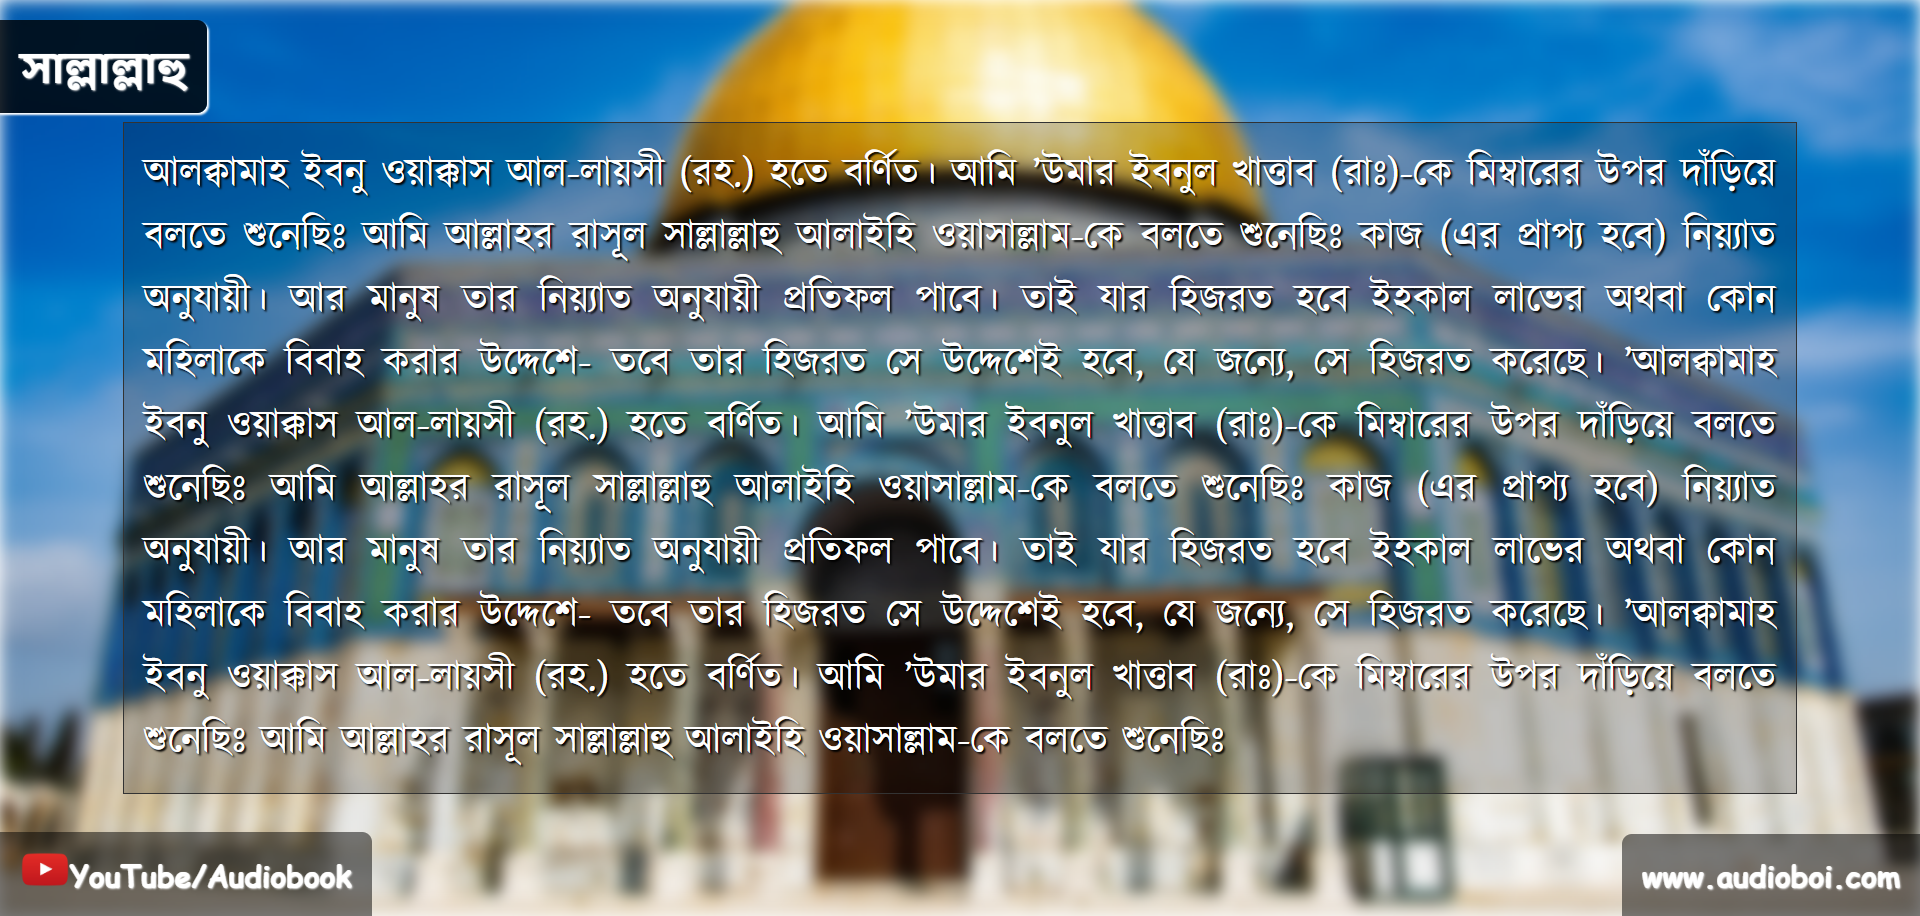 সাল্লাল্লাহু
আলক্বামাহ ইবনু ওয়াক্কাস আল-লায়সী (রহ.) হতে বর্ণিত। আমি ’উমার ইবনুল খাত্তাব (রাঃ)-কে মিম্বারের উপর দাঁড়িয়ে
বলতে শুনেছিঃ আমি আল্লাহর রাসূল সাল্লাল্লাহু আলাইহি ওয়াসাল্লাম-কে বলতে শুনেছিঃ কাজ (এর প্রাপ্য হবে) নিয়্যাত
অনুযায়ী। আর মানুষ তার নিয়্যাত অনুযায়ী প্রতিফল পাবে। তাই যার হিজরত হবে ইহকাল লাভের অথবা কোন
মহিলাকে বিবাহ করার উদ্দেশে- তবে তার হিজরত সে উদ্দেশেই হবে, যে জন্যে, সে হিজরত করেছে। ’আলক্বামাহ
ইবনু ওয়াক্কাস আল-লায়সী (রহ.) হতে বর্ণিত। আমি ’উমার ইবনুল খাত্তাব (রাঃ)-কে মিম্বারের উপর দাঁড়িয়ে বলতে
শুনেছিঃ আমি আল্লাহর রাসূল সাল্লাল্লাহু আলাইহি ওয়াসাল্লাম-কে বলতে শুনেছিঃ কাজ (এর প্রাপ্য হবে) নিয়্যাত
অনুযায়ী। আর মানুষ তার নিয়্যাত অনুযায়ী প্রতিফল পাবে। তাই যার হিজরত হবে ইহকাল লাভের অথবা কোন
মহিলাকে বিবাহ করার উদ্দেশে- তবে তার হিজরত সে উদ্দেশেই হবে, যে জন্যে, সে হিজরত করেছে। ’আলক্বামাহ
ইবনু ওয়াক্কাস আল-লায়সী (রহ.) হতে বর্ণিত। আমি ’উমার ইবনুল খাত্তাব (রাঃ)-কে মিম্বারের উপর দাঁড়িয়ে বলতে
শুনেছিঃ আমি আল্লাহর রাসূল সাল্লাল্লাহু আলাইহি ওয়াসাল্লাম-কে বলতে শুনেছিঃ
YouTube/Audiobook
www.audioboi.com